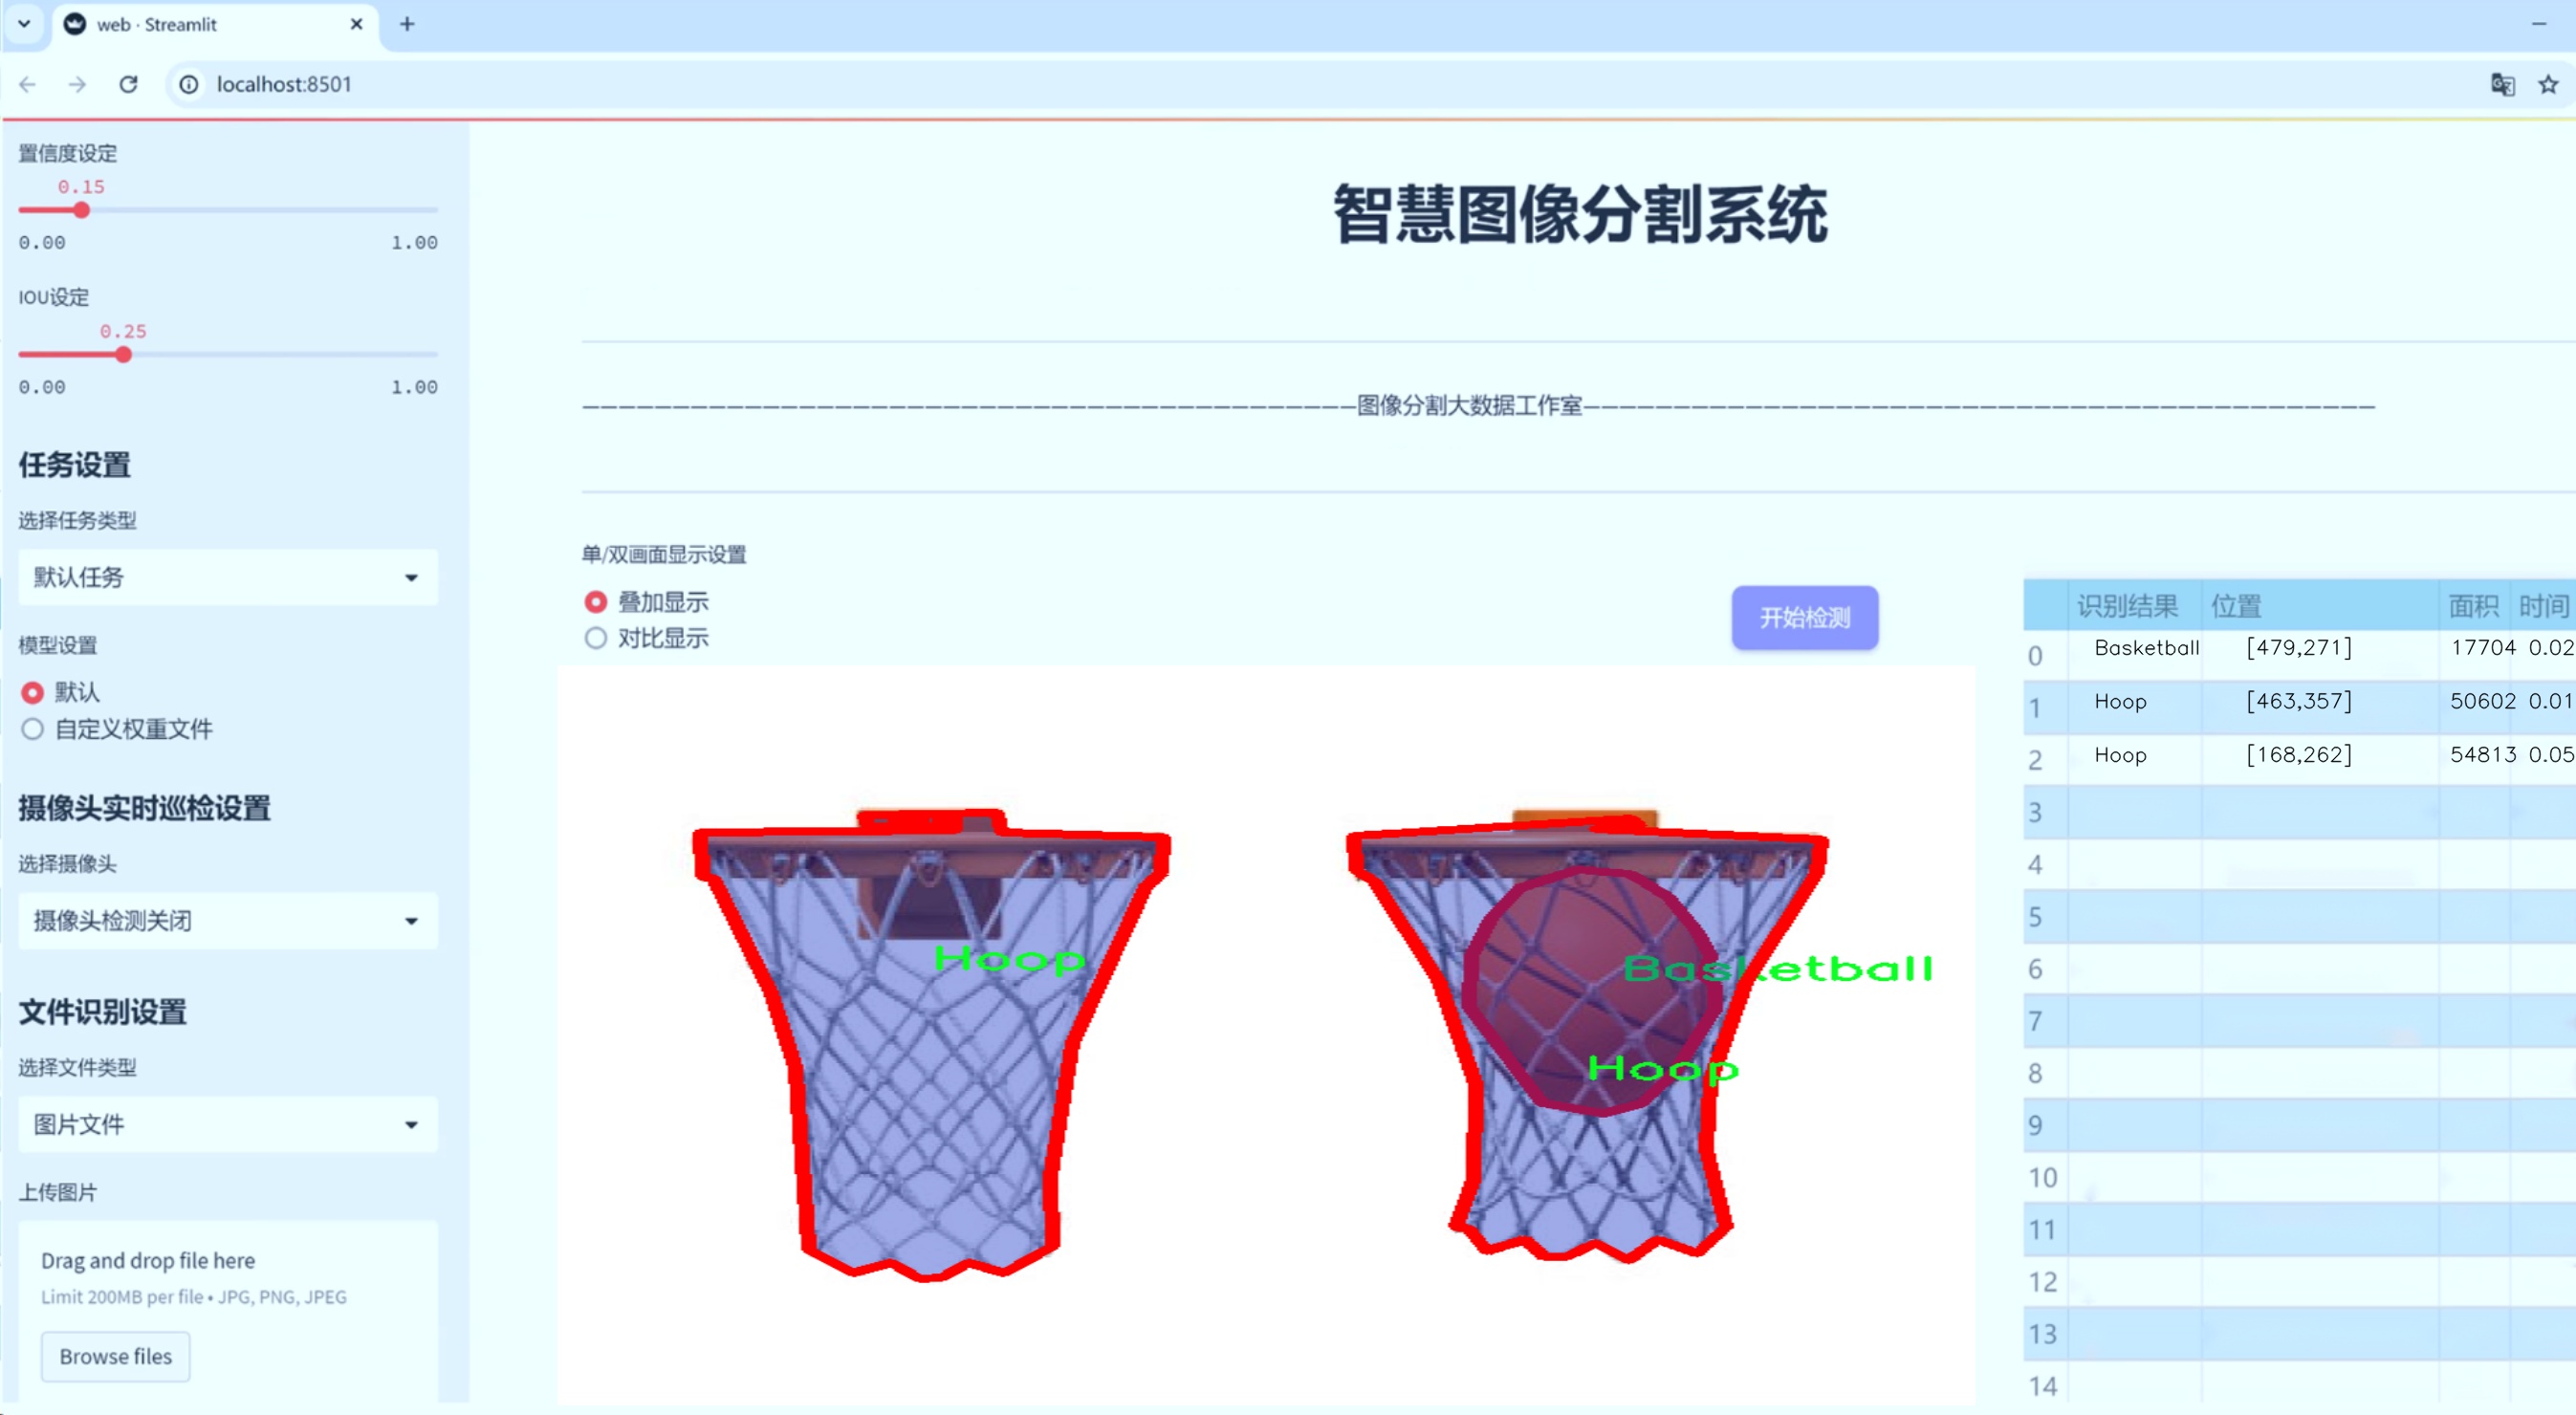 web · Streamlit
localhost:8501
置信度设定
0.15
0.00 1.00
IOU设定
0.25
0.00 1.00
任务设置
选择任务类型
默认任务
模型设置
默认
自定义权重文件
摄像头实时巡检设置
选择摄像头
摄像头检测关闭
文件识别设置
选择文件类型
图片文件
上传图片
Drag and drop file here
Limit 200MB per file • JPG, PNG, JPEG
Browse files
智慧图像分割系统
———————————————————————————————————————————图像分割大数据工作室————————————————————————————————————————————
单/双画面显示设置
叠加显示
对比显示
开始检测
Hoop
Basketball
Hoop
识别结果 位置 面积 时间
0 Basketball [479,271] 17704 0.02
1 Hoop [463,357] 50602 0.01
2 Hoop [168,262] 54813 0.05
3
4
5
6
7
8
9
10
11
12
13
14